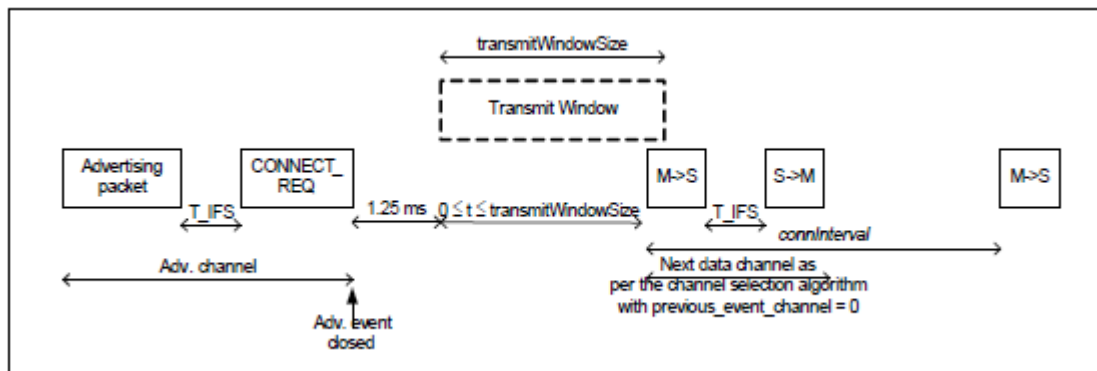 transmitWindowSize
Transmit Window
Advertising
packet
CONNECT_
REQ
M->S
S->M
M->S
T_IFS
1.25 ms
0 ≤ t ≤ transmitWindowSize
T_IFS
connInterval
Adv. channel
Next data channel as
per the channel selection algorithm
with previous_event_channel = 0
Adv. event
closed